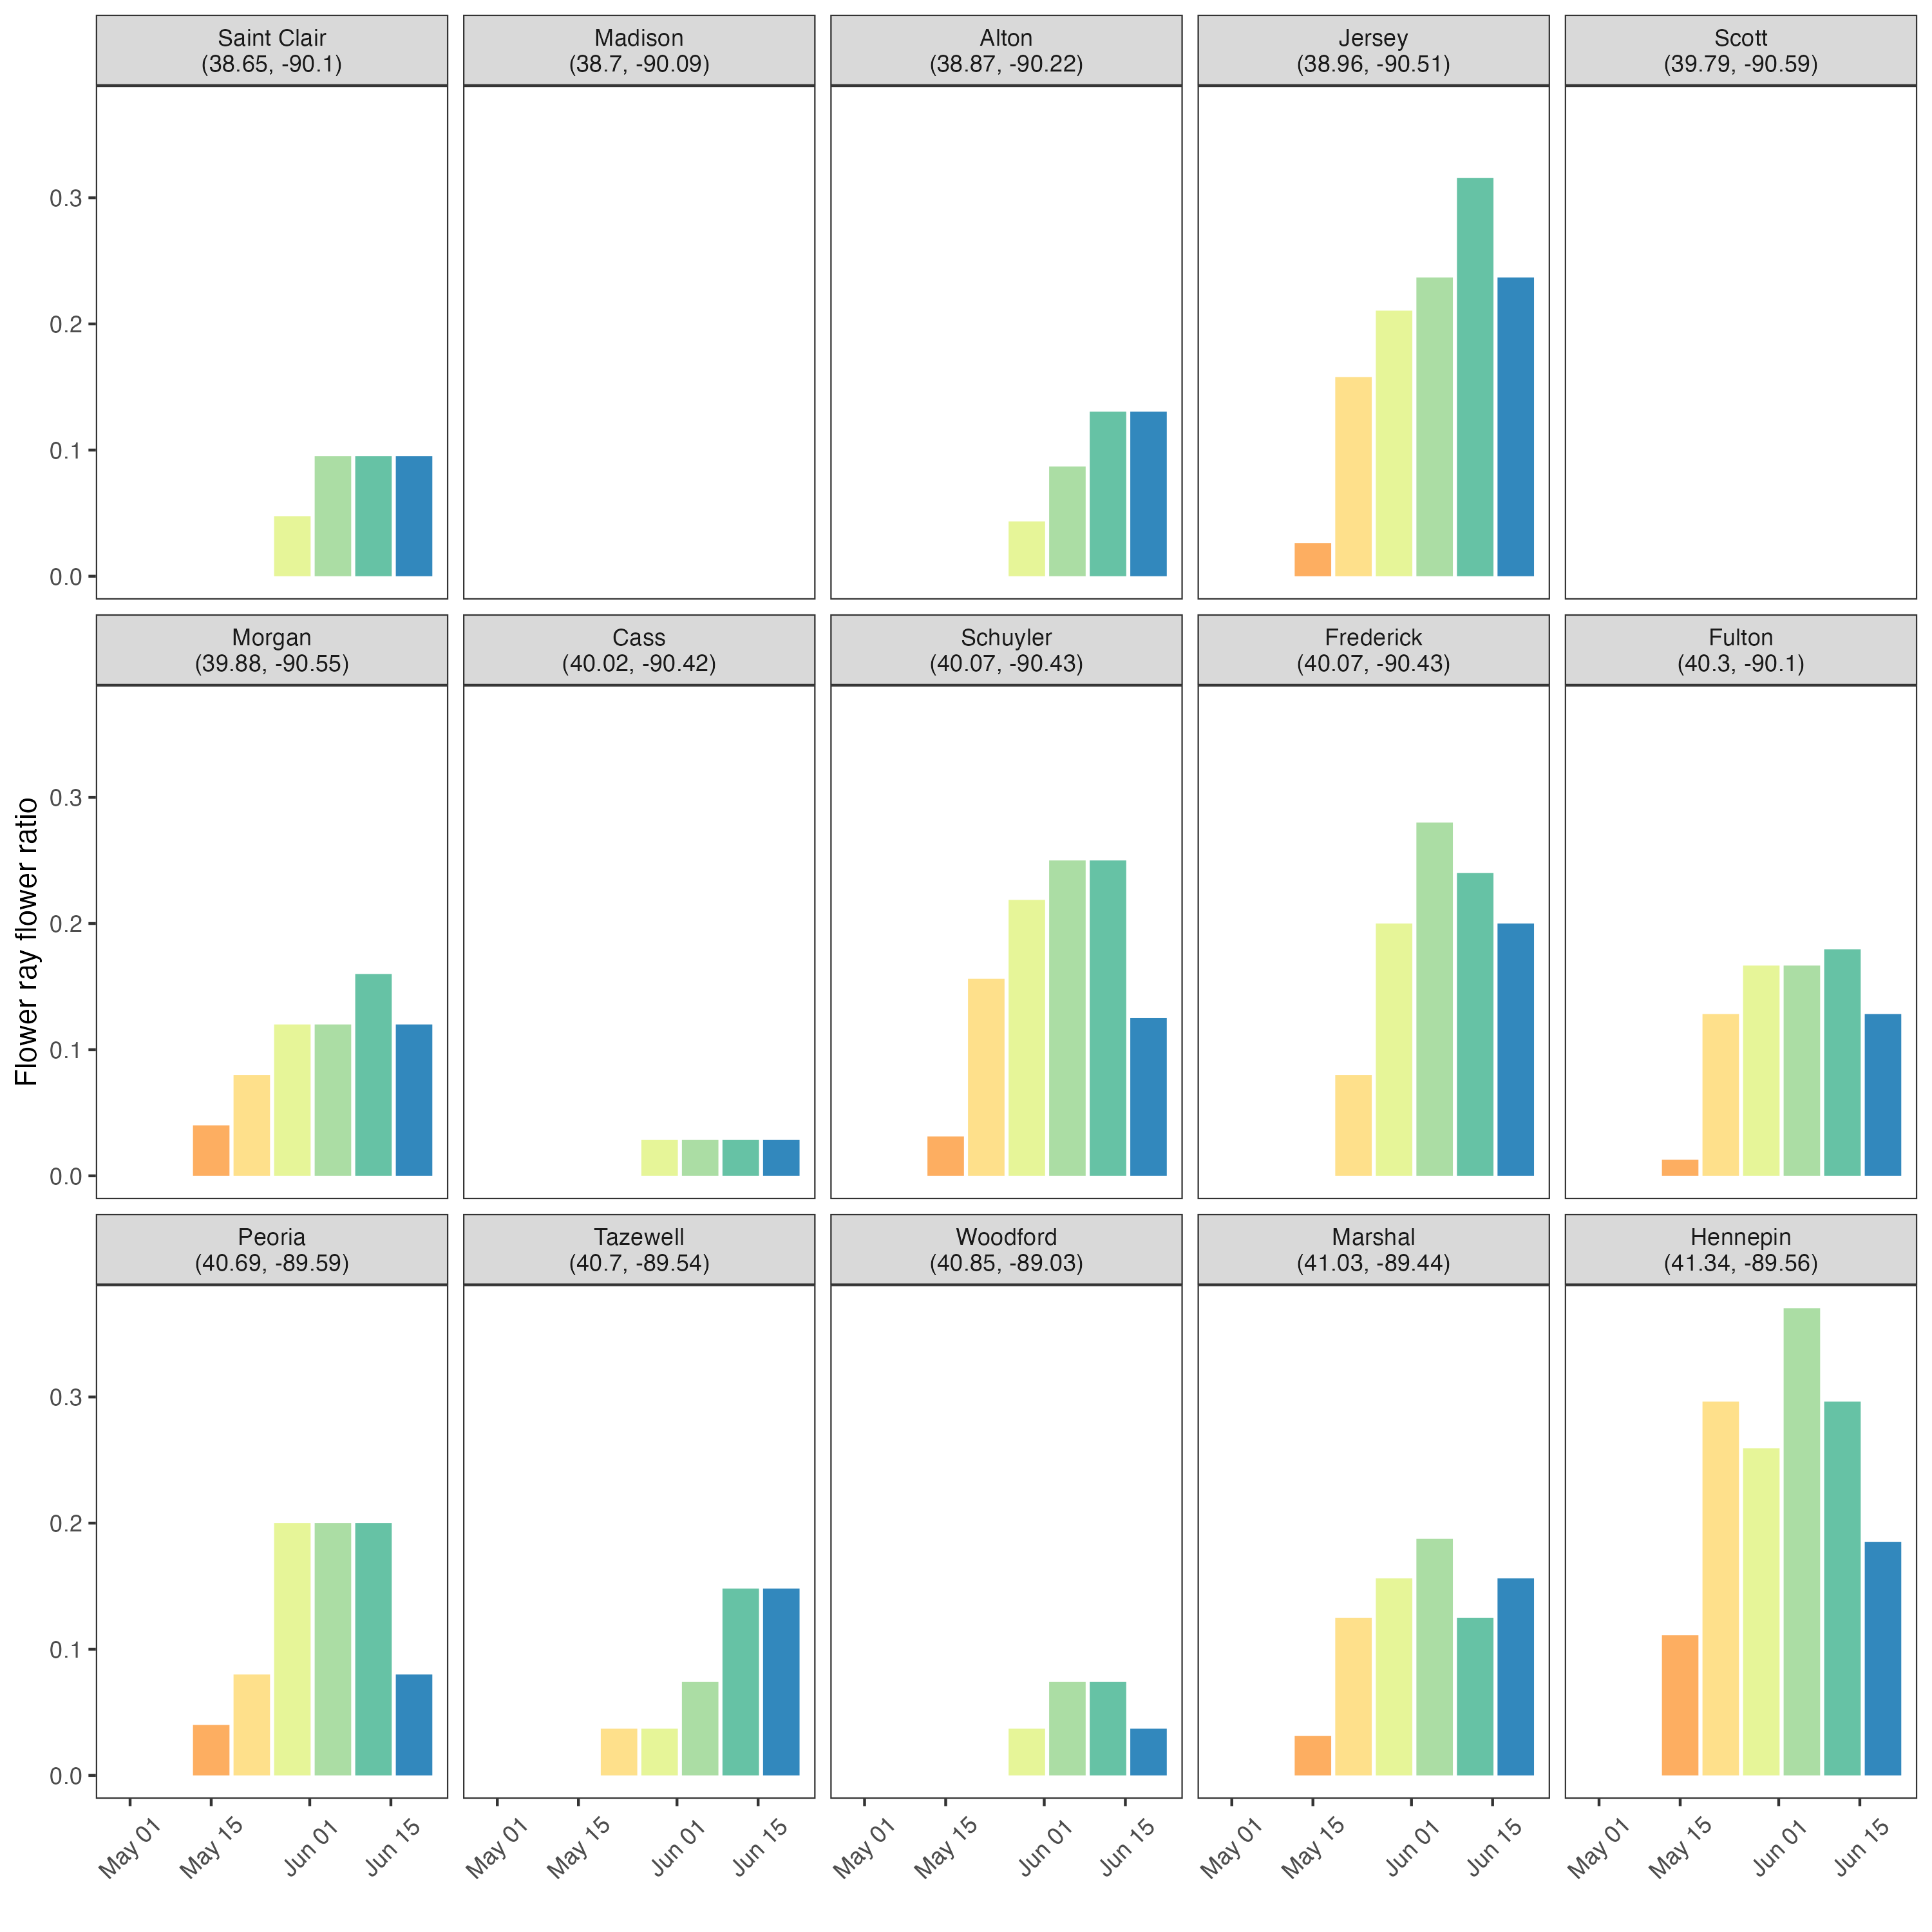 Saint Clair
(38.65, -90.1)
Madison
(38.7, -90.09)
Alton
(38.87, -90.22)
Jersey
(38.96, -90.51)
Scott
(39.79, -90.59)
0.3
0.2
0.1
0.0
Morgan
(39.88, -90.55)
Cass
(40.02, -90.42)
Schuyler
(40.07, -90.43)
Frederick
(40.07, -90.43)
Fulton
(40.3, -90.1)
Flower ray flower ratio
0.3
0.2
0.1
0.0
Peoria
(40.69, -89.59)
Tazewell
(40.7, -89.54)
Woodford
(40.85, -89.03)
Marshal
(41.03, -89.44)
Hennepin
(41.34, -89.56)
0.3
0.2
0.1
0.0
May 01
May 15
Jun 01
Jun 15
May 01
May 15
Jun 01
Jun 15
May 01
May 15
Jun 01
Jun 15
May 01
May 15
Jun 01
Jun 15
May 01
May 15
Jun 01
Jun 15